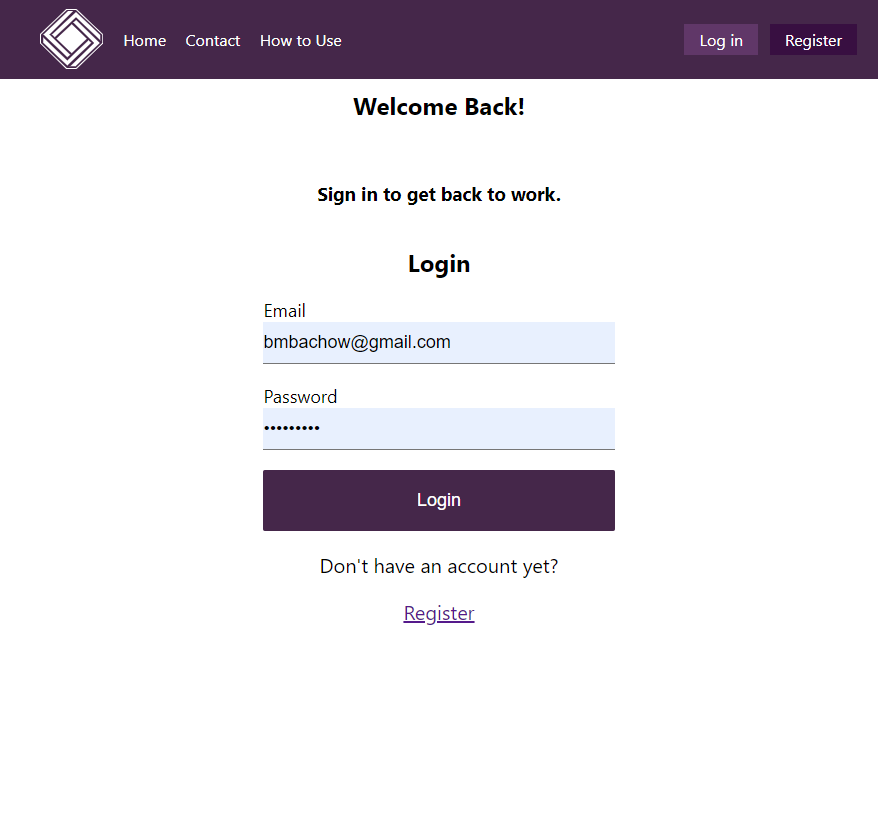 Home Contact How to Use Log in Register
Welcome Back!
Sign in to get back to work.
Login
Email
bmbachow@gmail.com
Password
•••••••••
Login
Don't have an account yet?
Register